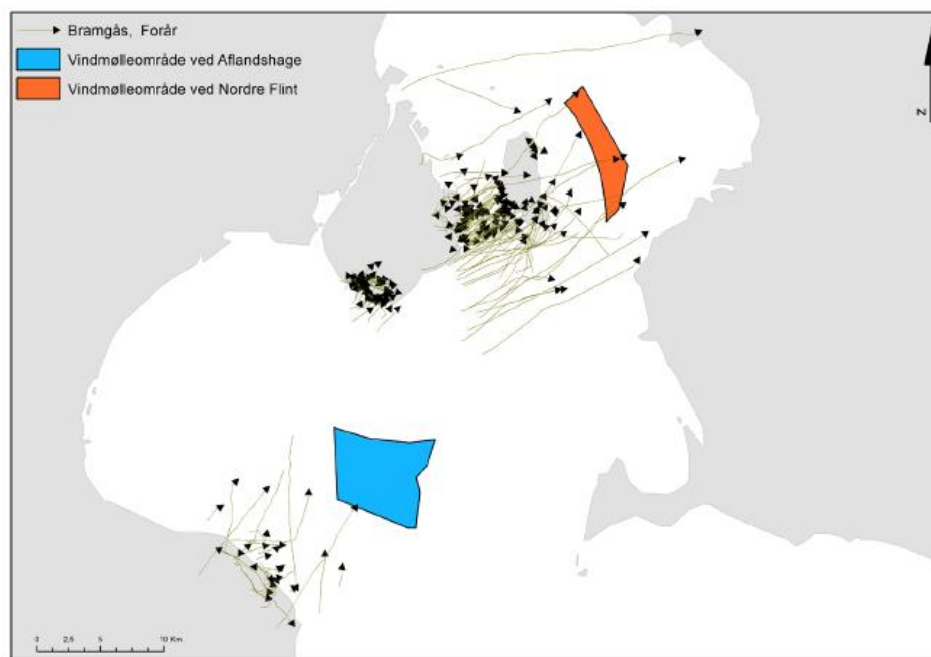 Bramgås, Forår
Vindmølleområde ved Aflandshage
Vindmølleområde ved Nordre Flint
N
0 2,5 5 10 Km